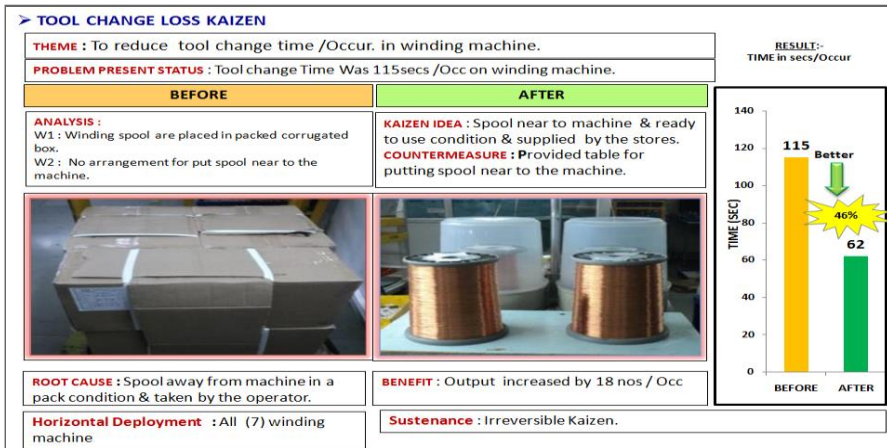 ➢ TOOL CHANGE LOSS KAIZEN
THEME : To reduce tool change time /Occur. in winding machine.
PROBLEM PRESENT STATUS : Tool change Time Was 115secs /Occ on winding machine.
BEFORE
ANALYSIS :
W1 : Winding spool are placed in packed corrugated
box.
W2 : No arrangement for put spool near to the
machine.
ROOT CAUSE : Spool away from machine in a
pack condition & taken by the operator.
Horizontal Deployment : All (7) winding
machine
AFTER
KAIZEN IDEA : Spool near to machine & ready
to use condition & supplied by the stores.
COUNTERMEASURE : Provided table for
putting spool near to the machine.
BENEFIT : Output increased by 18 nos / Occ
Sustenance : Irreversible Kaizen.
RESULT:-
TIME in secs/Occur
TIME (SEC)
140
120
100
80
60
40
20
0
115
Better
46%
62
BEFORE
AFTER